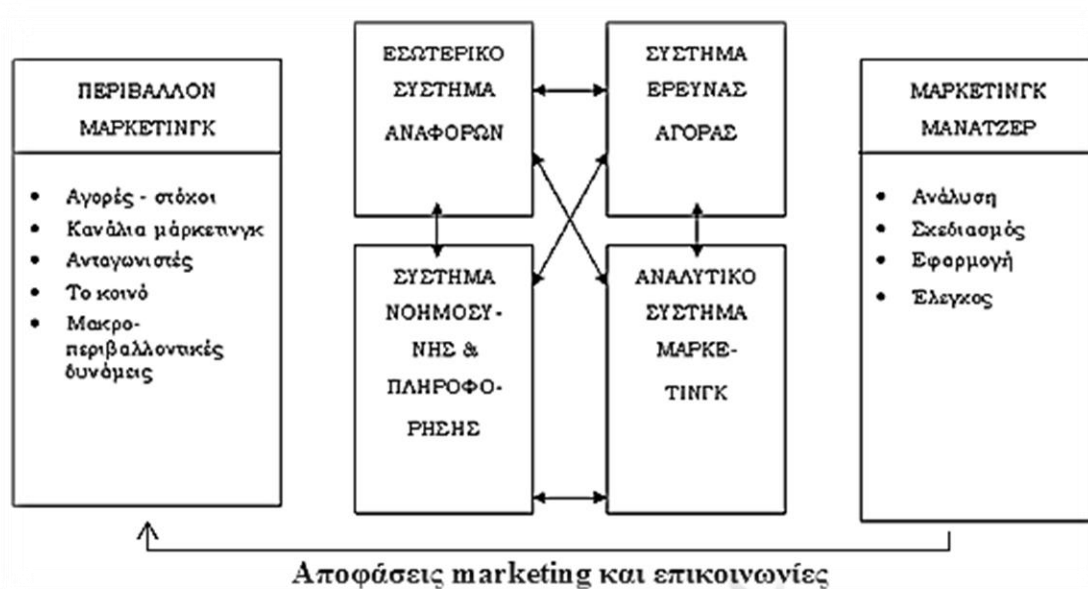 ΠΕΡΙΒΑΛΛΟΝ
ΜΑΡΚΕΤΙΝΓΚ
• Αγορές - στόχοι
• Κανάλια μάρκετινγκ
• Ανταγωνιστές
• Το κοινό
• Μακρο-
περιβαλλοντικές
δυνάμεις
ΕΣΩΤΕΡΙΚΟ
ΣΥΣΤΗΜΑ
ΑΝΑΦΟΡΩΝ
ΣΥΣΤΗΜΑ
ΕΡΕΥΝΑΣ
ΑΓΟΡΑΣ
ΣΥΣΤΗΜΑ
ΝΟΗΜΟΣΥ-
ΝΗΣ &
ΠΛΗΡΟΦΟ-
ΡΗΣΗΣ
ΑΝΑΛΥΤΙΚΟ
ΣΥΣΤΗΜΑ
ΜΑΡΚΕ-
ΤΙΝΓΚ
ΜΑΡΚΕΤΙΝΓΚ
ΜΑΝΑΤΖΕΡ
• Ανάλυση
• Σχεδιασμός
• Εφαρμογή
• Έλεγχος
Αποφάσεις marketing και επικοινωνίες